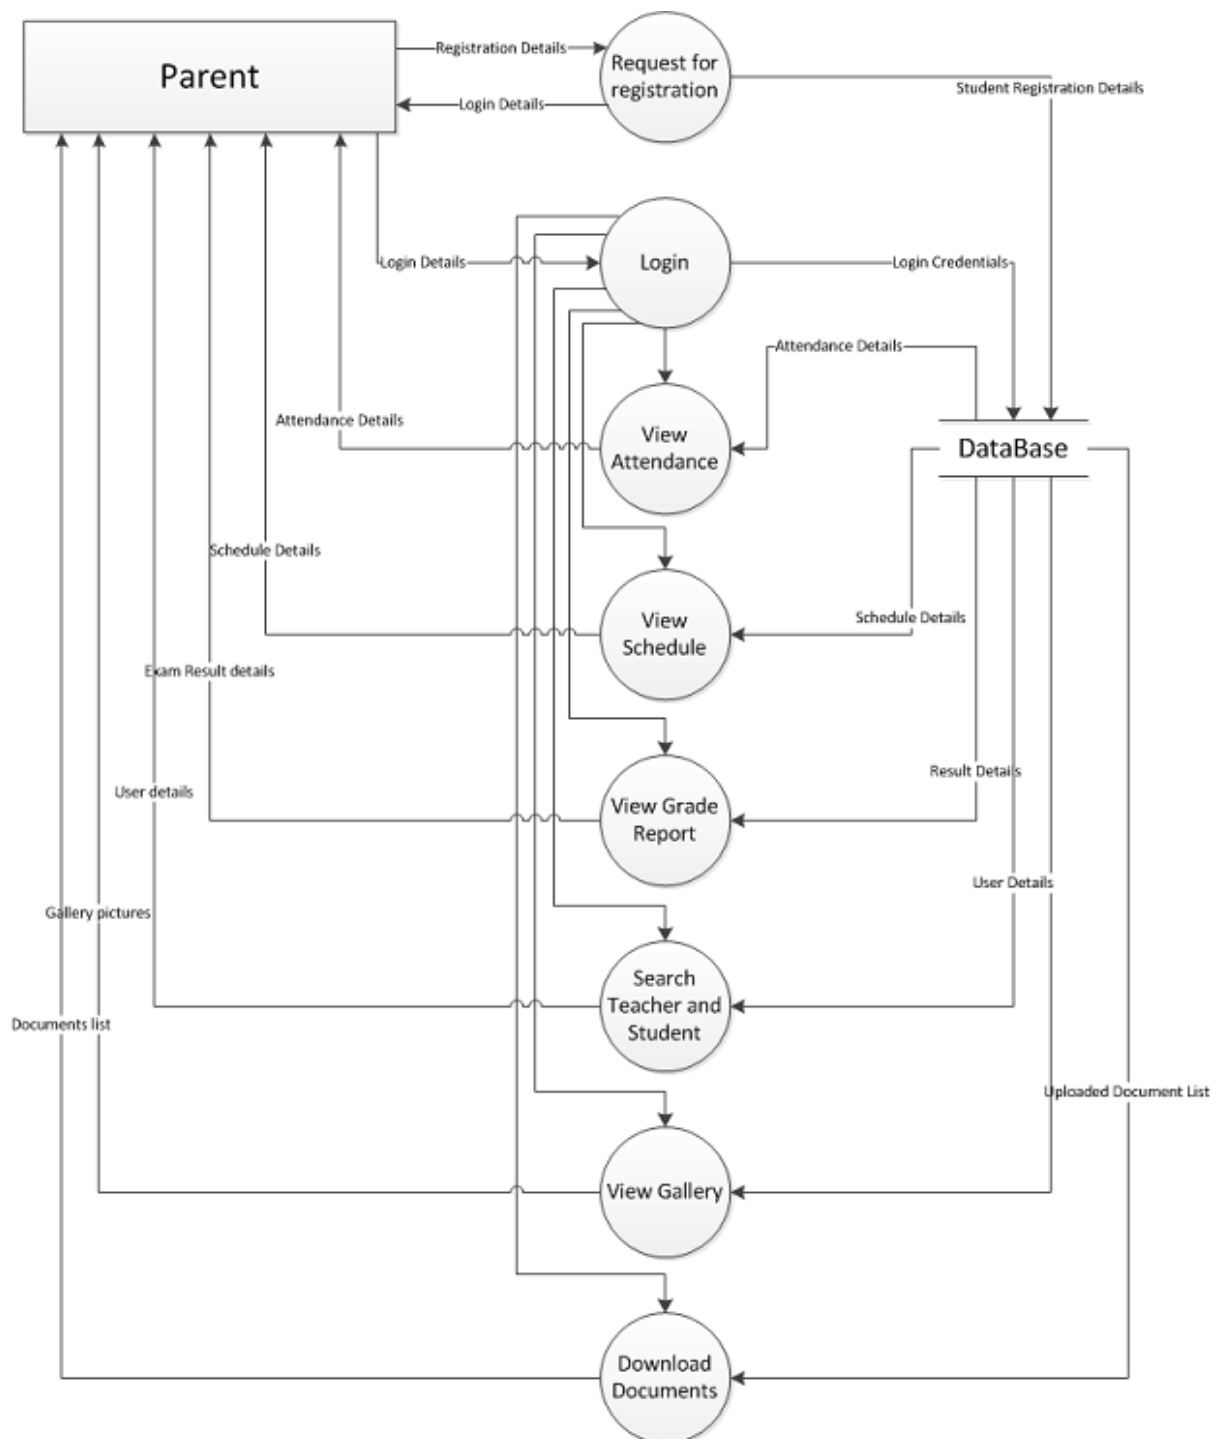 Parent
Registration Details
Request for
registration
Student Registration Details
Login Details
Login Details
Login
Login Credentials
Attendance Details
Attendance Details
View
Attendance
DataBase
Schedule Details
View
Schedule
Schedule Details
Exam Result details
Result Details
User details
View Grade
Report
User Details
Gallery pictures
Search
Teacher and
Student
Documents list
Uploaded Document List
View Gallery
Download
Documents